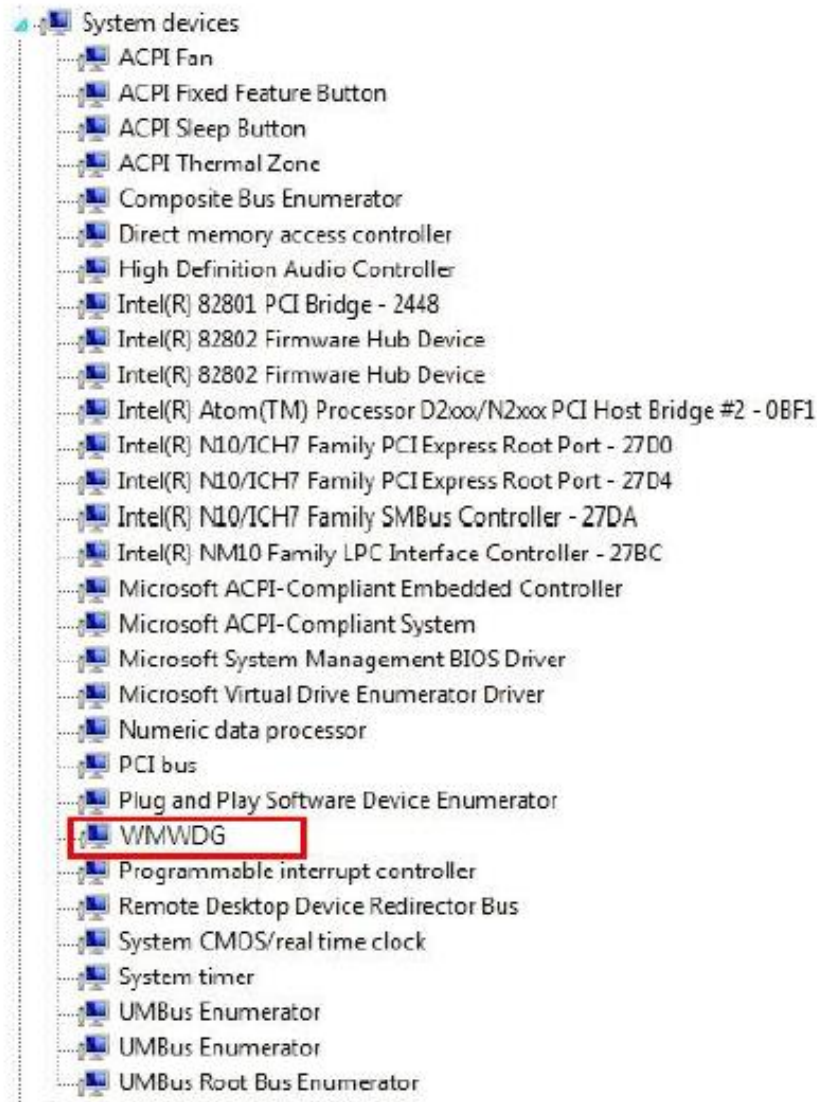 System devices
ACPI Fan
ACPI Fixed Feature Button
ACPI Sleep Button
ACPI Thermal Zone
Composite Bus Enumerator
Direct memory access controller
High Definition Audio Controller
Intel(R) 82801 PCI Bridge - 2448
Intel(R) 82802 Firmware Hub Device
Intel(R) 82802 Firmware Hub Device
Intel(R) Atom(TM) Processor D2xxx/N2xxx PCI Host Bridge #2 - 0BF1
Intel(R) N10/ICH7 Family PCI Express Root Port - 27D0
Intel(R) N10/ICH7 Family PCI Express Root Port - 27D4
Intel(R) N10/ICH7 Family SMBus Controller - 27DA
Intel(R) NM10 Family LPC Interface Controller - 27BC
Microsoft ACPI-Compliant Embedded Controller
Microsoft ACPI-Compliant System
Microsoft System Management BIOS Driver
Microsoft Virtual Drive Enumerator Driver
Numeric data processor
PCI bus
Plug and Play Software Device Enumerator
WMWDG
Programmable interrupt controller
Remote Desktop Device Redirector Bus
System CMOS/real time clock
System timer
UMBus Enumerator
UMBus Enumerator
UMBus Root Bus Enumerator